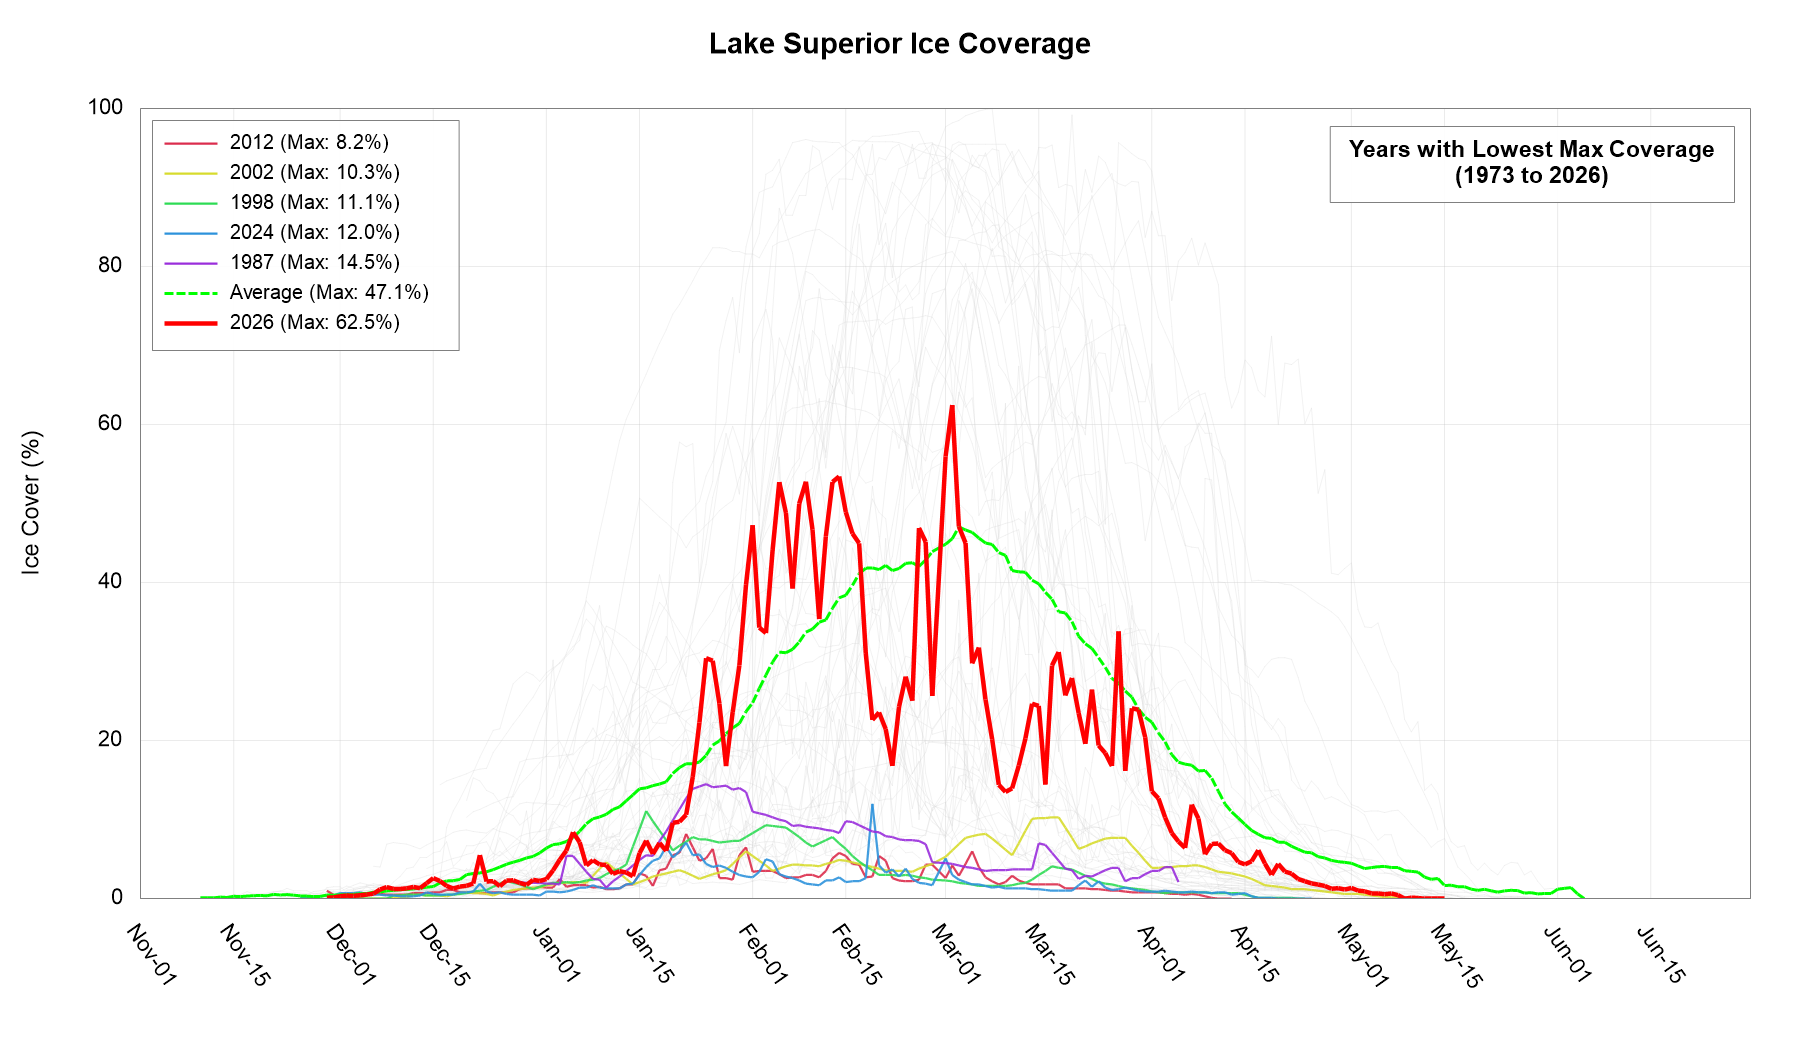 Lake Superior Ice Coverage
100
80
60
40
20
0
Ice Cover (%)
2012 (Max: 8.2%)
2002 (Max: 10.3%)
1998 (Max: 11.1%)
2024 (Max: 12.0%)
1987 (Max: 14.5%)
Average (Max: 47.1%)
2026 (Max: 62.5%)
Years with Lowest Max Coverage
(1973 to 2026)
Nov-01
Nov-15
Dec-01
Dec-15
Jan-01
Jan-15
Feb-01
Feb-15
Mar-01
Mar-15
Apr-01
Apr-15
May-01
May-15
Jun-01
Jun-15